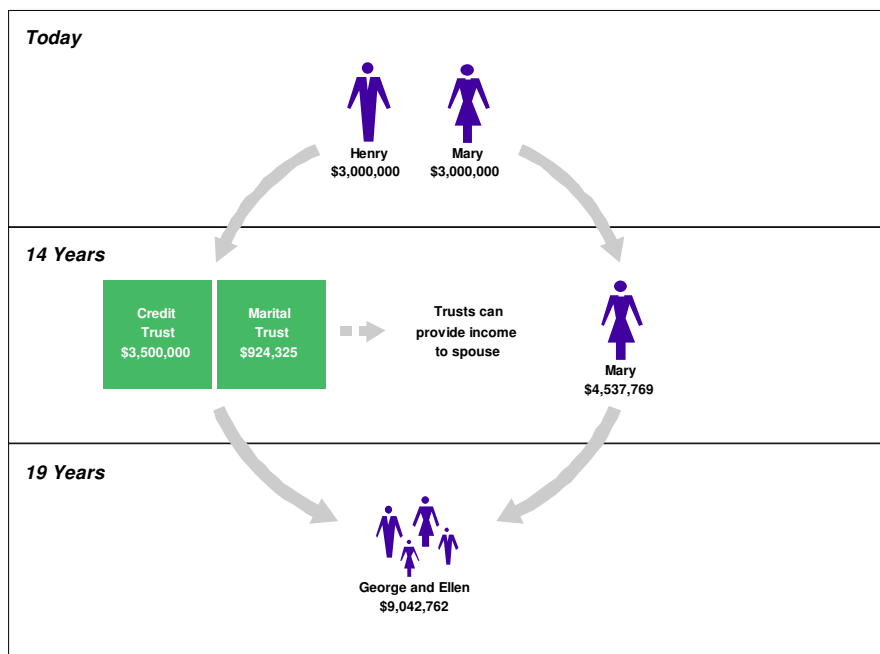 Today
Henry
$3,000,000
Mary
$3,000,000
14 Years
Credit
Trust
$3,500,000
Marital
Trust
$924,325
Trusts can
provide income
to spouse
Mary
$4,537,769
19 Years
George and Ellen
$9,042,762